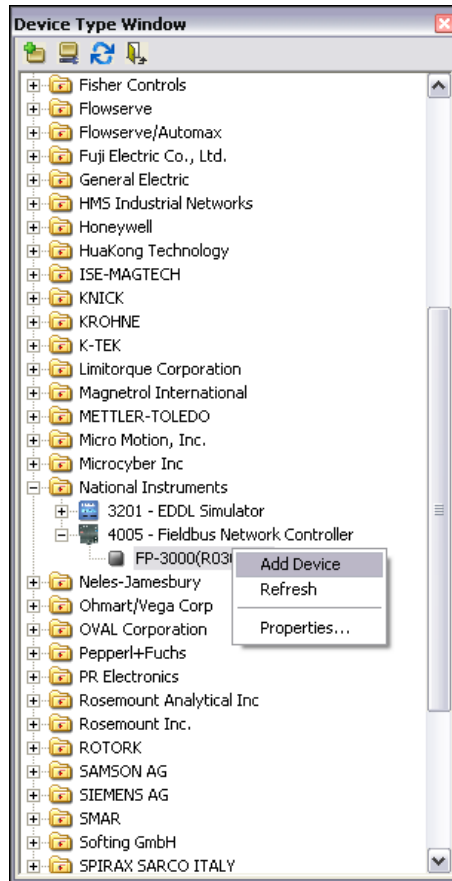 Device Type Window
Fisher Controls
Flowserve
Flowserve/Automax
Fuji Electric Co., Ltd.
General Electric
HMS Industrial Networks
Honeywell
HuaKong Technology
ISE-MAGTECH
KNICK
KROHNE
K-TEK
Limitorque Corporation
Magnetrol International
METTLER-TOLEDO
Micro Motion, Inc.
Microcyber Inc
National Instruments
3201 - EDDL Simulator
4005 - Fieldbus Network Controller
FP-3000(R030
Add Device
Refresh
Properties...
Neles-Jamesbury
Ohmart/Vega Corp
OVAL Corporation
Pepperl+Fuchs
PR Electronics
Rosemount Analytical Inc
Rosemount Inc.
ROTORK
SAMSON AG
SIEMENS AG
SMAR
Softing GmbH
SPIRAX SARCO ITALY